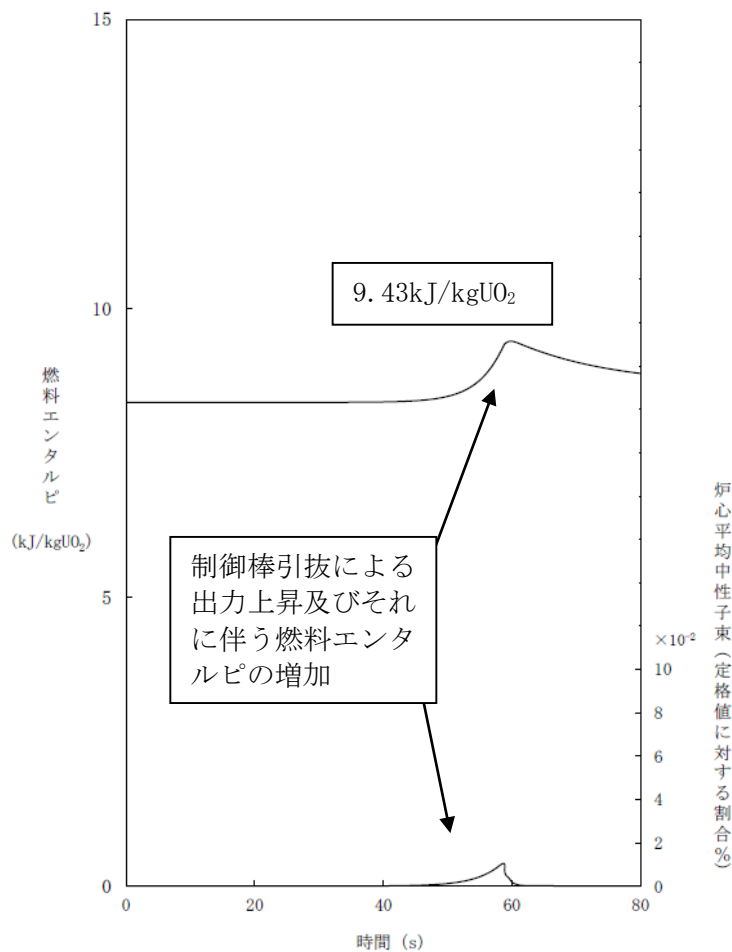 15
10
5
0
燃料エンタルピ
(kJ/kgUO₂)
9.43kJ/kgUO₂
制御棒引抜による
出力上昇及びそれ
に伴う燃料エンタ
ルピの増加
×10⁻²
10
8
6
4
2
0
炉心平均中性子束(定格値に対する割合%)
0
20
40
60
80
時間 (s)